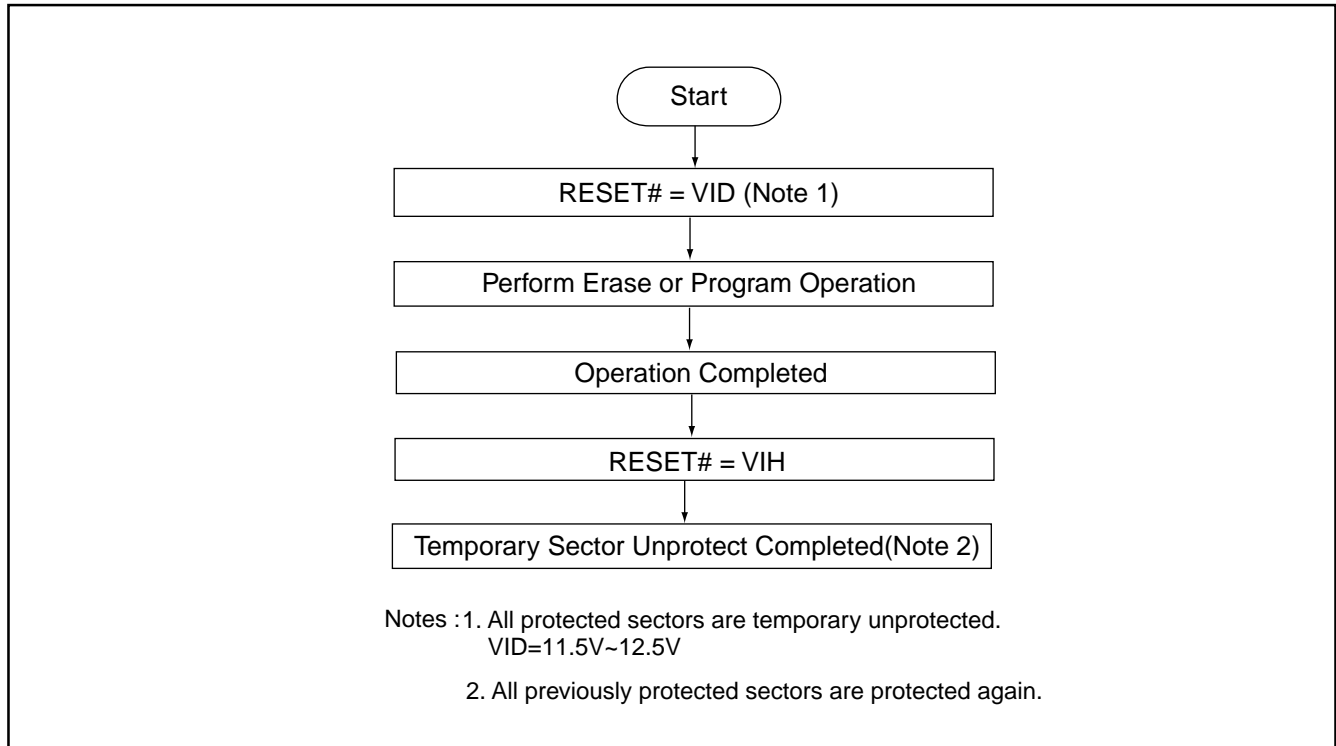 Start
RESET# = VID (Note 1)
Perform Erase or Program Operation
Operation Completed
RESET# = VIH
Temporary Sector Unprotect Completed(Note 2)
Notes : 1. All protected sectors are temporary unprotected.
VID=11.5V~12.5V
2. All previously protected sectors are protected again.